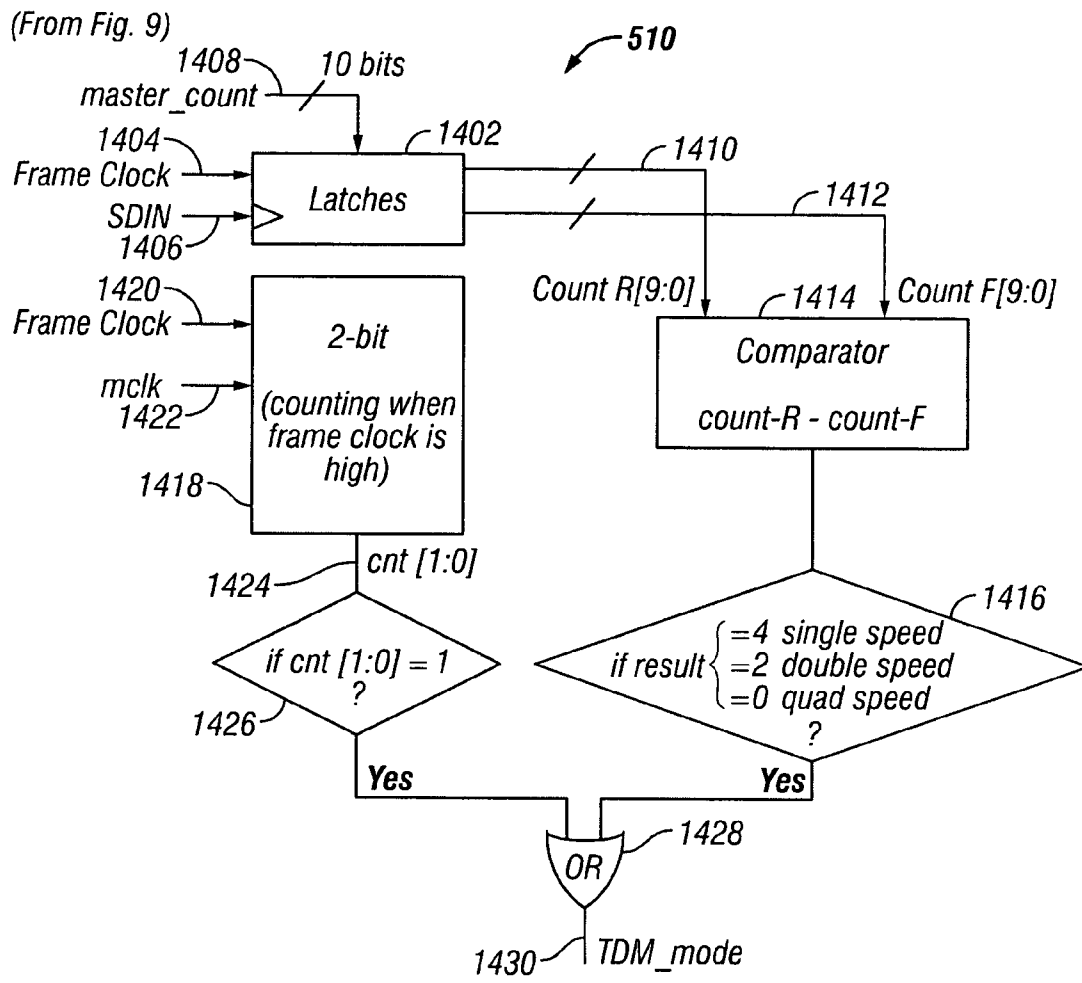 (From Fig. 9)
510
1408
10 bits
master_count
1404
1402
1410
Frame Clock
Latches
SDIN
1412
1406
1420
Count R[9:0]
1414
Count F[9:0]
Frame Clock
2-bit
Comparator
mclk
1422
(counting when
frame clock is
high)
count-R - count-F
1418
cnt [1:0]
1424
1416
if cnt [1:0] = 1
?
if result
=4 single speed
=2 double speed
=0 quad speed
?
1426
Yes
Yes
1428
OR
1430
TDM_mode